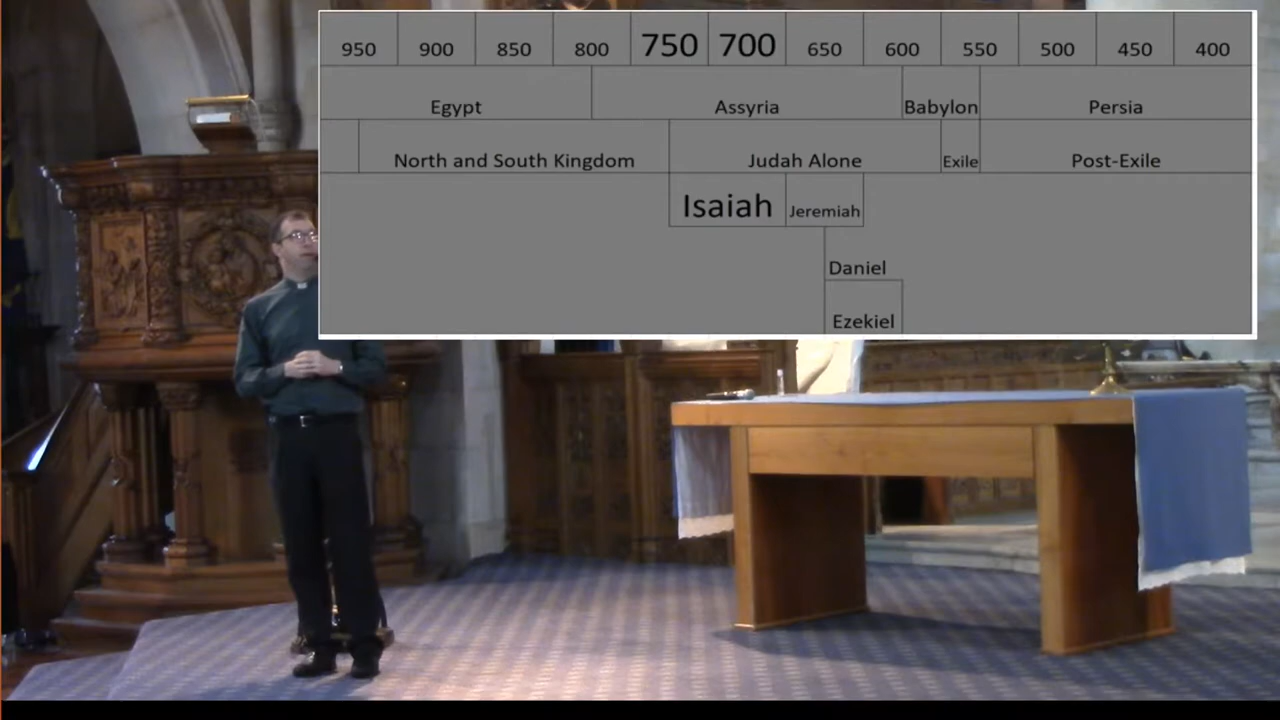 950 900 850 800 750 700 650 600 550 500 450 400
Egypt Assyria Babylon Persia
North and South Kingdom Judah Alone Exile Post-Exile
Isaiah Jeremiah
Daniel
Ezekiel